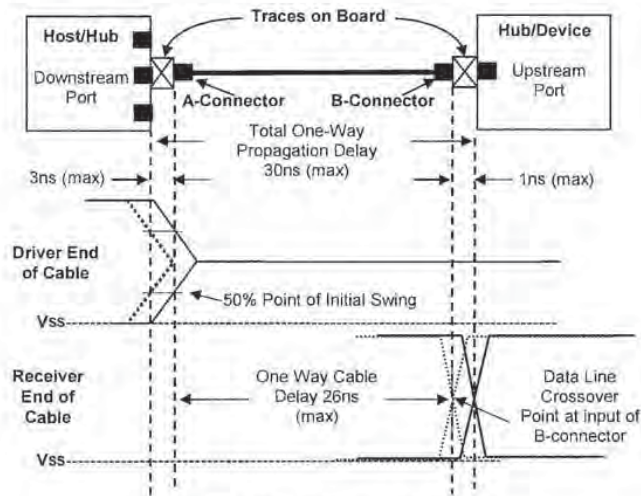 Traces on Board
Host/Hub
Downstream
Port
Hub/Device
Upstream
Port
A-Connector
B-Connector
Total One-Way
Propagation Delay
30ns (max)
3ns (max)
1ns (max)
Driver End
of Cable
50% Point of Initial Swing
Vss
Receiver
End of
Cable
One Way Cable
Delay 26ns
(max)
Data Line
Crossover
Point at input of
B-connector
Vss